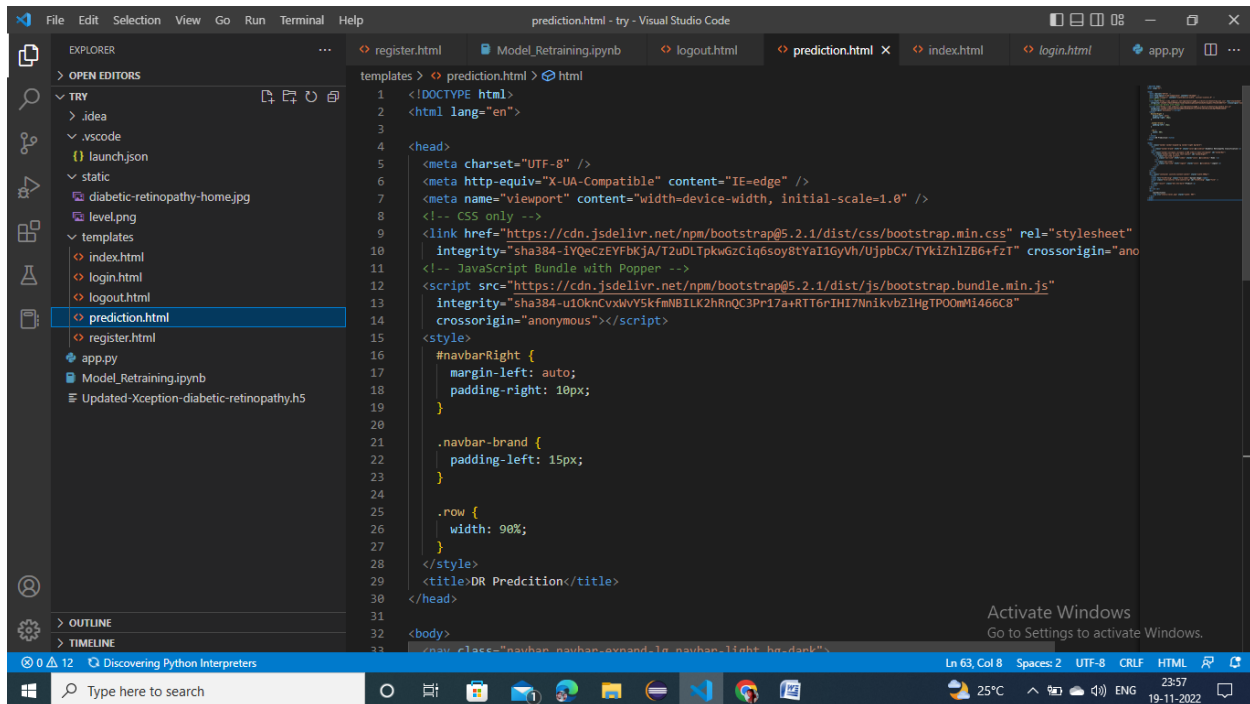 File Edit Selection View Go Run Terminal Help
prediction.html - try - Visual Studio Code
EXPLORER
OPEN EDITORS
TRY
.idea
.vscode
{} launch.json
static
diabetic-retinopathy-home.jpg
level.png
templates
index.html
login.html
logout.html
prediction.html
register.html
app.py
Model_Retraining.ipynb
Updated-Xception-diabetic-retinopathy.h5
OUTLINE
TIMELINE
register.html Model_Retraining.ipynb logout.html prediction.html index.html login.html app.py
templates > prediction.html > html
1 <!DOCTYPE html>
2 <html lang="en">
3
4 <head>
5 <meta charset="UTF-8" />
6 <meta http-equiv="X-UA-Compatible" content="IE=edge" />
7 <meta name="viewport" content="width=device-width, initial-scale=1.0" />
8 <!-- CSS only -->
9 <link href="https://cdn.jsdelivr.net/npm/bootstrap@5.2.1/dist/css/bootstrap.min.css" rel="stylesheet"
10 integrity="sha384-iYQeCzEYFbKjA/T2uDLTpkwGzCiq6soy8tYaI1GyVh/UjpbCx/TYkiZhlZB6+fzT" crossorigin="ano
11 <!-- JavaScript Bundle with Popper -->
12 <script src="https://cdn.jsdelivr.net/npm/bootstrap@5.2.1/dist/js/bootstrap.bundle.min.js"
13 integrity="sha384-u1OknCvxWvY5kfmNBILK2hRnQC3Pr17a+RTT6rIHI7NnikvbZlHgTPOOmMi466C8"
14 crossorigin="anonymous"></script>
15 <style>
16 #navbarRight {
17 margin-left: auto;
18 padding-right: 10px;
19 }
20
21 .navbar-brand {
22 padding-left: 15px;
23 }
24
25 .row {
26 width: 90%;
27 }
28 </style>
29 <title>DR Predcition</title>
30 </head>
31
32 <body>
33 <nav class="navbar navbar-expand-lg navbar-light bg-dark">
Activate Windows
Go to Settings to activate Windows.
0 12 Discovering Python Interpreters
Ln 63, Col 8 Spaces: 2 UTF-8 CRLF HTML
Type here to search
25°C ENG
23:57
19-11-2022